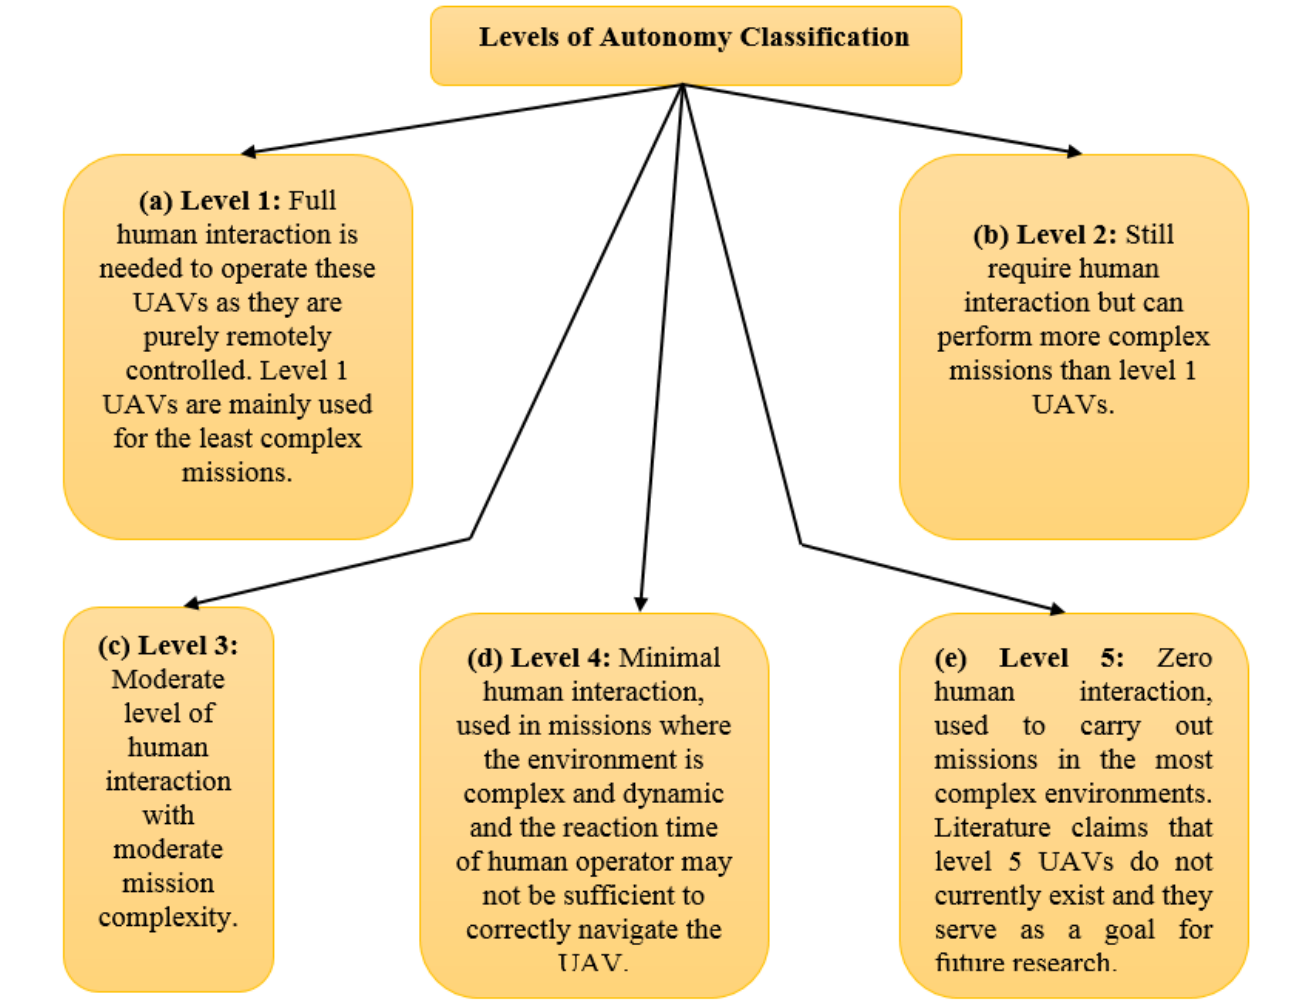 Levels of Autonomy Classification
(a) Level 1: Full
human interaction is
needed to operate these
UAVs as they are
purely remotely
controlled. Level 1
UAVs are mainly used
for the least complex
missions.
(b) Level 2: Still
require human
interaction but can
perform more complex
missions than level 1
UAVs.
(c) Level 3:
Moderate
level of
human
interaction
with
moderate
mission
complexity.
(d) Level 4: Minimal
human interaction,
used in missions where
the environment is
complex and dynamic
and the reaction time
of human operator may
not be sufficient to
correctly navigate the
UAV.
(e) Level 5: Zero
human interaction,
used to carry out
missions in the most
complex environments.
Literature claims that
level 5 UAVs do not
currently exist and they
serve as a goal for
future research.